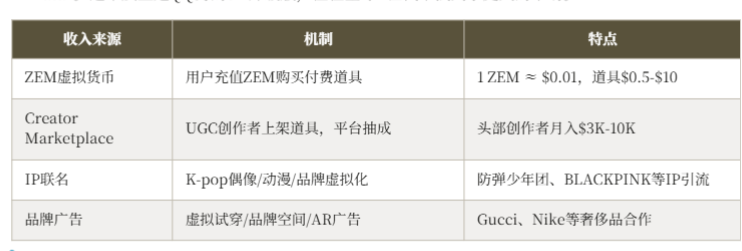 收入来源 机制 特点
ZEM虚拟货币 用户充值ZEM购买付费道具 1 ZEM ≈ $0.01，道具$0.5-$10
Creator
Marketplace UGC创作者上架道具，平台抽成 头部创作者月入$3K-10K
IP联名 K-pop偶像/动漫/品牌虚拟化 防弹少年团、BLACKPINK等IP引流
品牌广告 虚拟试穿/品牌空间/AR广告 Gucci、Nike等奢侈品合作